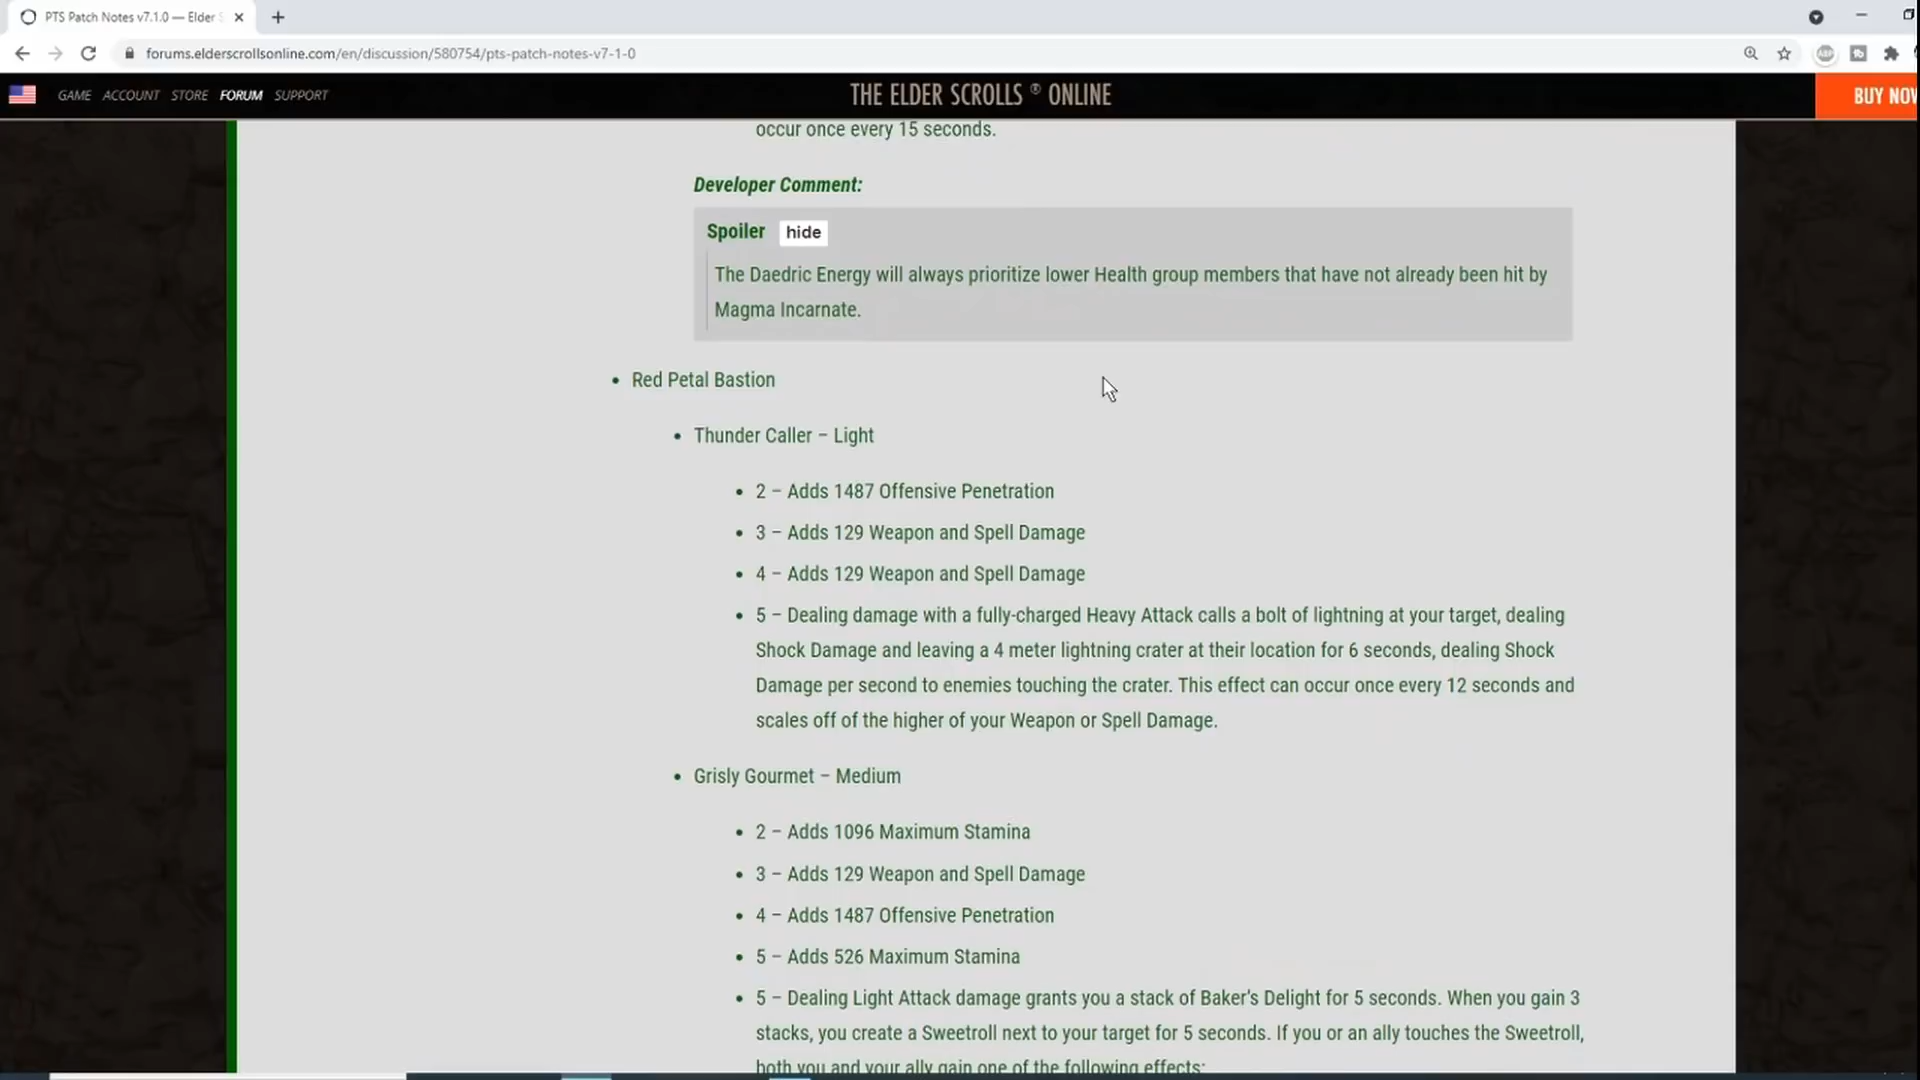 PTS Patch Notes v7.1.0 — Elder S
forums.elderscrollsonline.com/en/discussion/580754/pts-patch-notes-v7-1-0
ABP
GAME ACCOUNT STORE FORUM SUPPORT
THE ELDER SCROLLS ® ONLINE
BUY NOW
occur once every 15 seconds.
Developer Comment:
Spoiler hide
The Daedric Energy will always prioritize lower Health group members that have not already been hit by
Magma Incarnate.
• Red Petal Bastion
• Thunder Caller – Light
• 2 – Adds 1487 Offensive Penetration
• 3 – Adds 129 Weapon and Spell Damage
• 4 – Adds 129 Weapon and Spell Damage
• 5 – Dealing damage with a fully-charged Heavy Attack calls a bolt of lightning at your target, dealing
Shock Damage and leaving a 4 meter lightning crater at their location for 6 seconds, dealing Shock
Damage per second to enemies touching the crater. This effect can occur once every 12 seconds and
scales off of the higher of your Weapon or Spell Damage.
• Grisly Gourmet – Medium
• 2 – Adds 1096 Maximum Stamina
• 3 – Adds 129 Weapon and Spell Damage
• 4 – Adds 1487 Offensive Penetration
• 5 – Adds 526 Maximum Stamina
• 5 – Dealing Light Attack damage grants you a stack of Baker's Delight for 5 seconds. When you gain 3
stacks, you create a Sweetroll next to your target for 5 seconds. If you or an ally touches the Sweetroll,
both you and your ally gain one of the following effects: